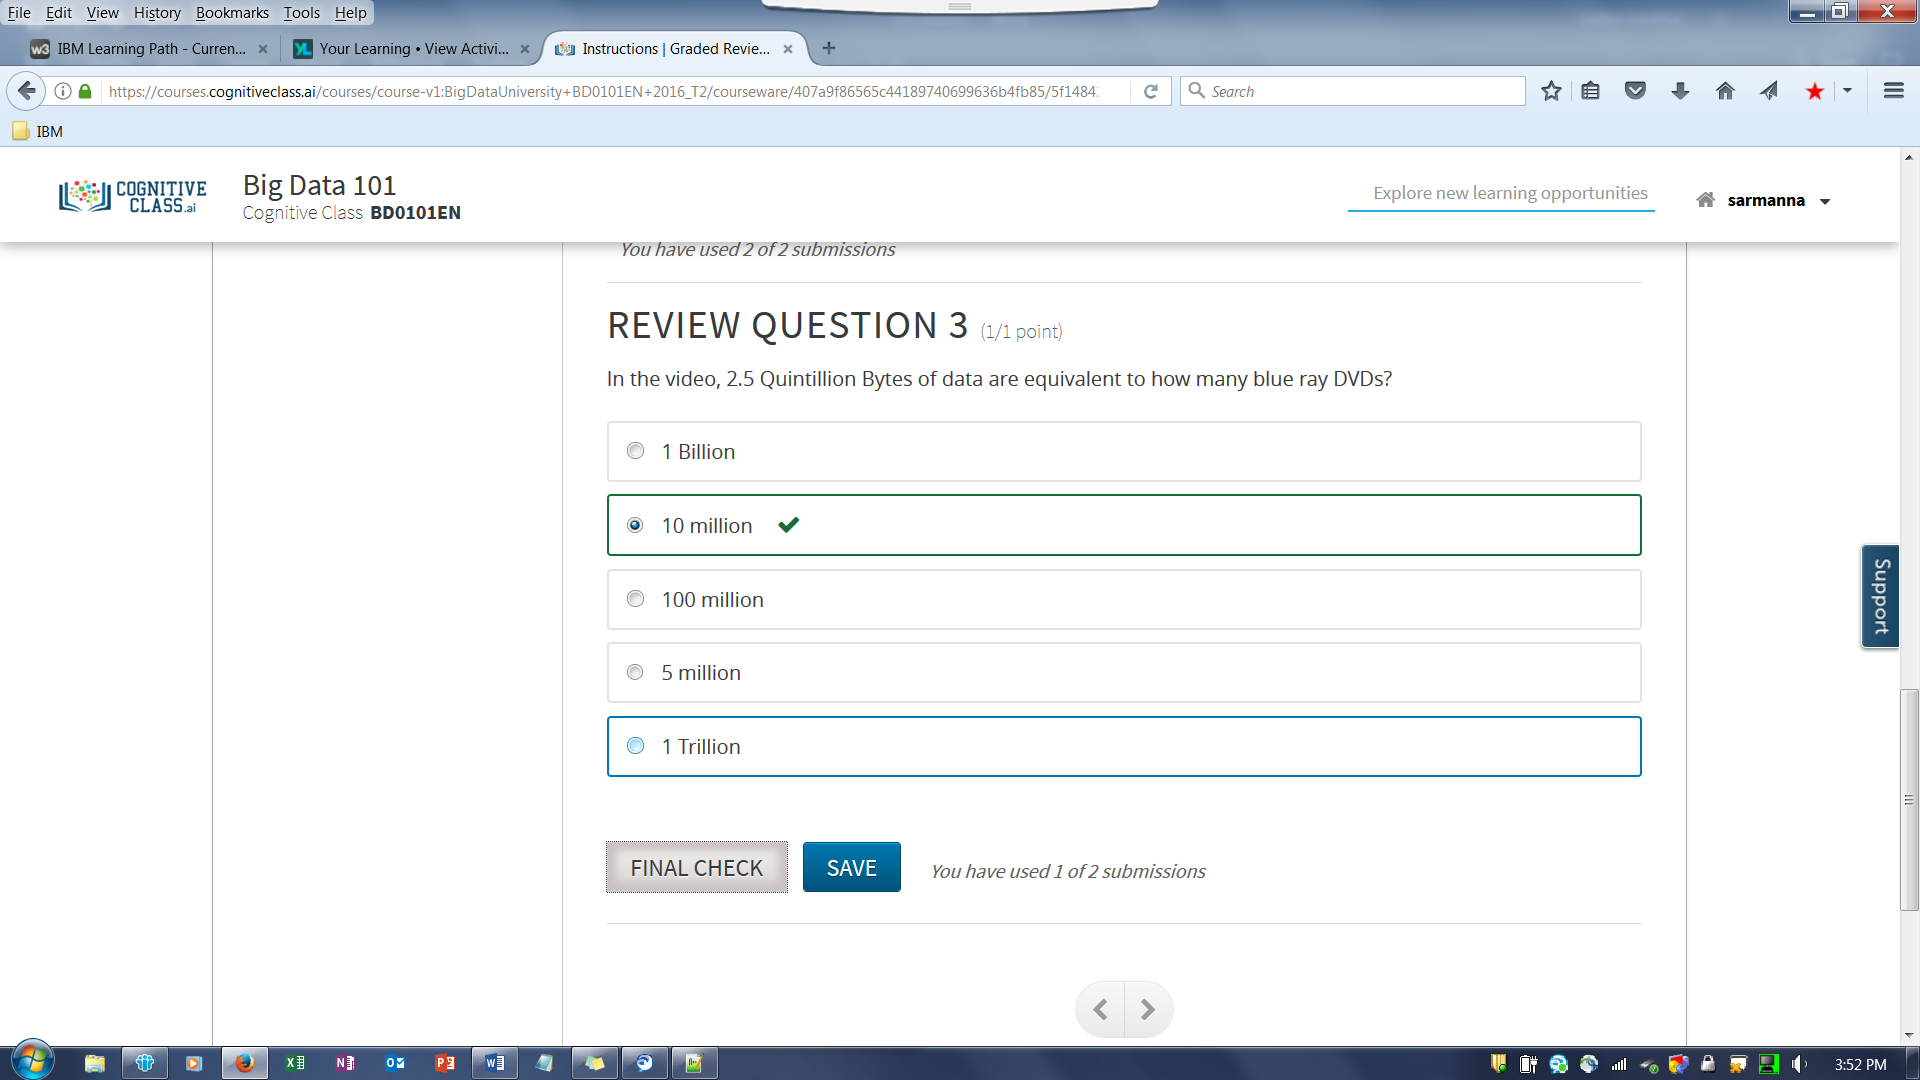 File Edit View History Bookmarks Tools Help
w3 IBM Learning Path - Curren... × YL Your Learning • View Activi... × Instructions | Graded Revie... × +
https://courses.cognitiveclass.ai/courses/course-v1:BigDataUniversity+BD0101EN+2016_T2/courseware/407a9f86565c44189740699636b4fb85/5f1484 Search
IBM
COGNITIVE CLASS.ai
Big Data 101
Cognitive Class BD0101EN
Explore new learning opportunities
sarmanna
You have used 2 of 2 submissions
REVIEW QUESTION 3 (1/1 point)
In the video, 2.5 Quintillion Bytes of data are equivalent to how many blue ray DVDs?
1 Billion
10 million
100 million
5 million
1 Trillion
Support
FINAL CHECK SAVE You have used 1 of 2 submissions
3:52 PM